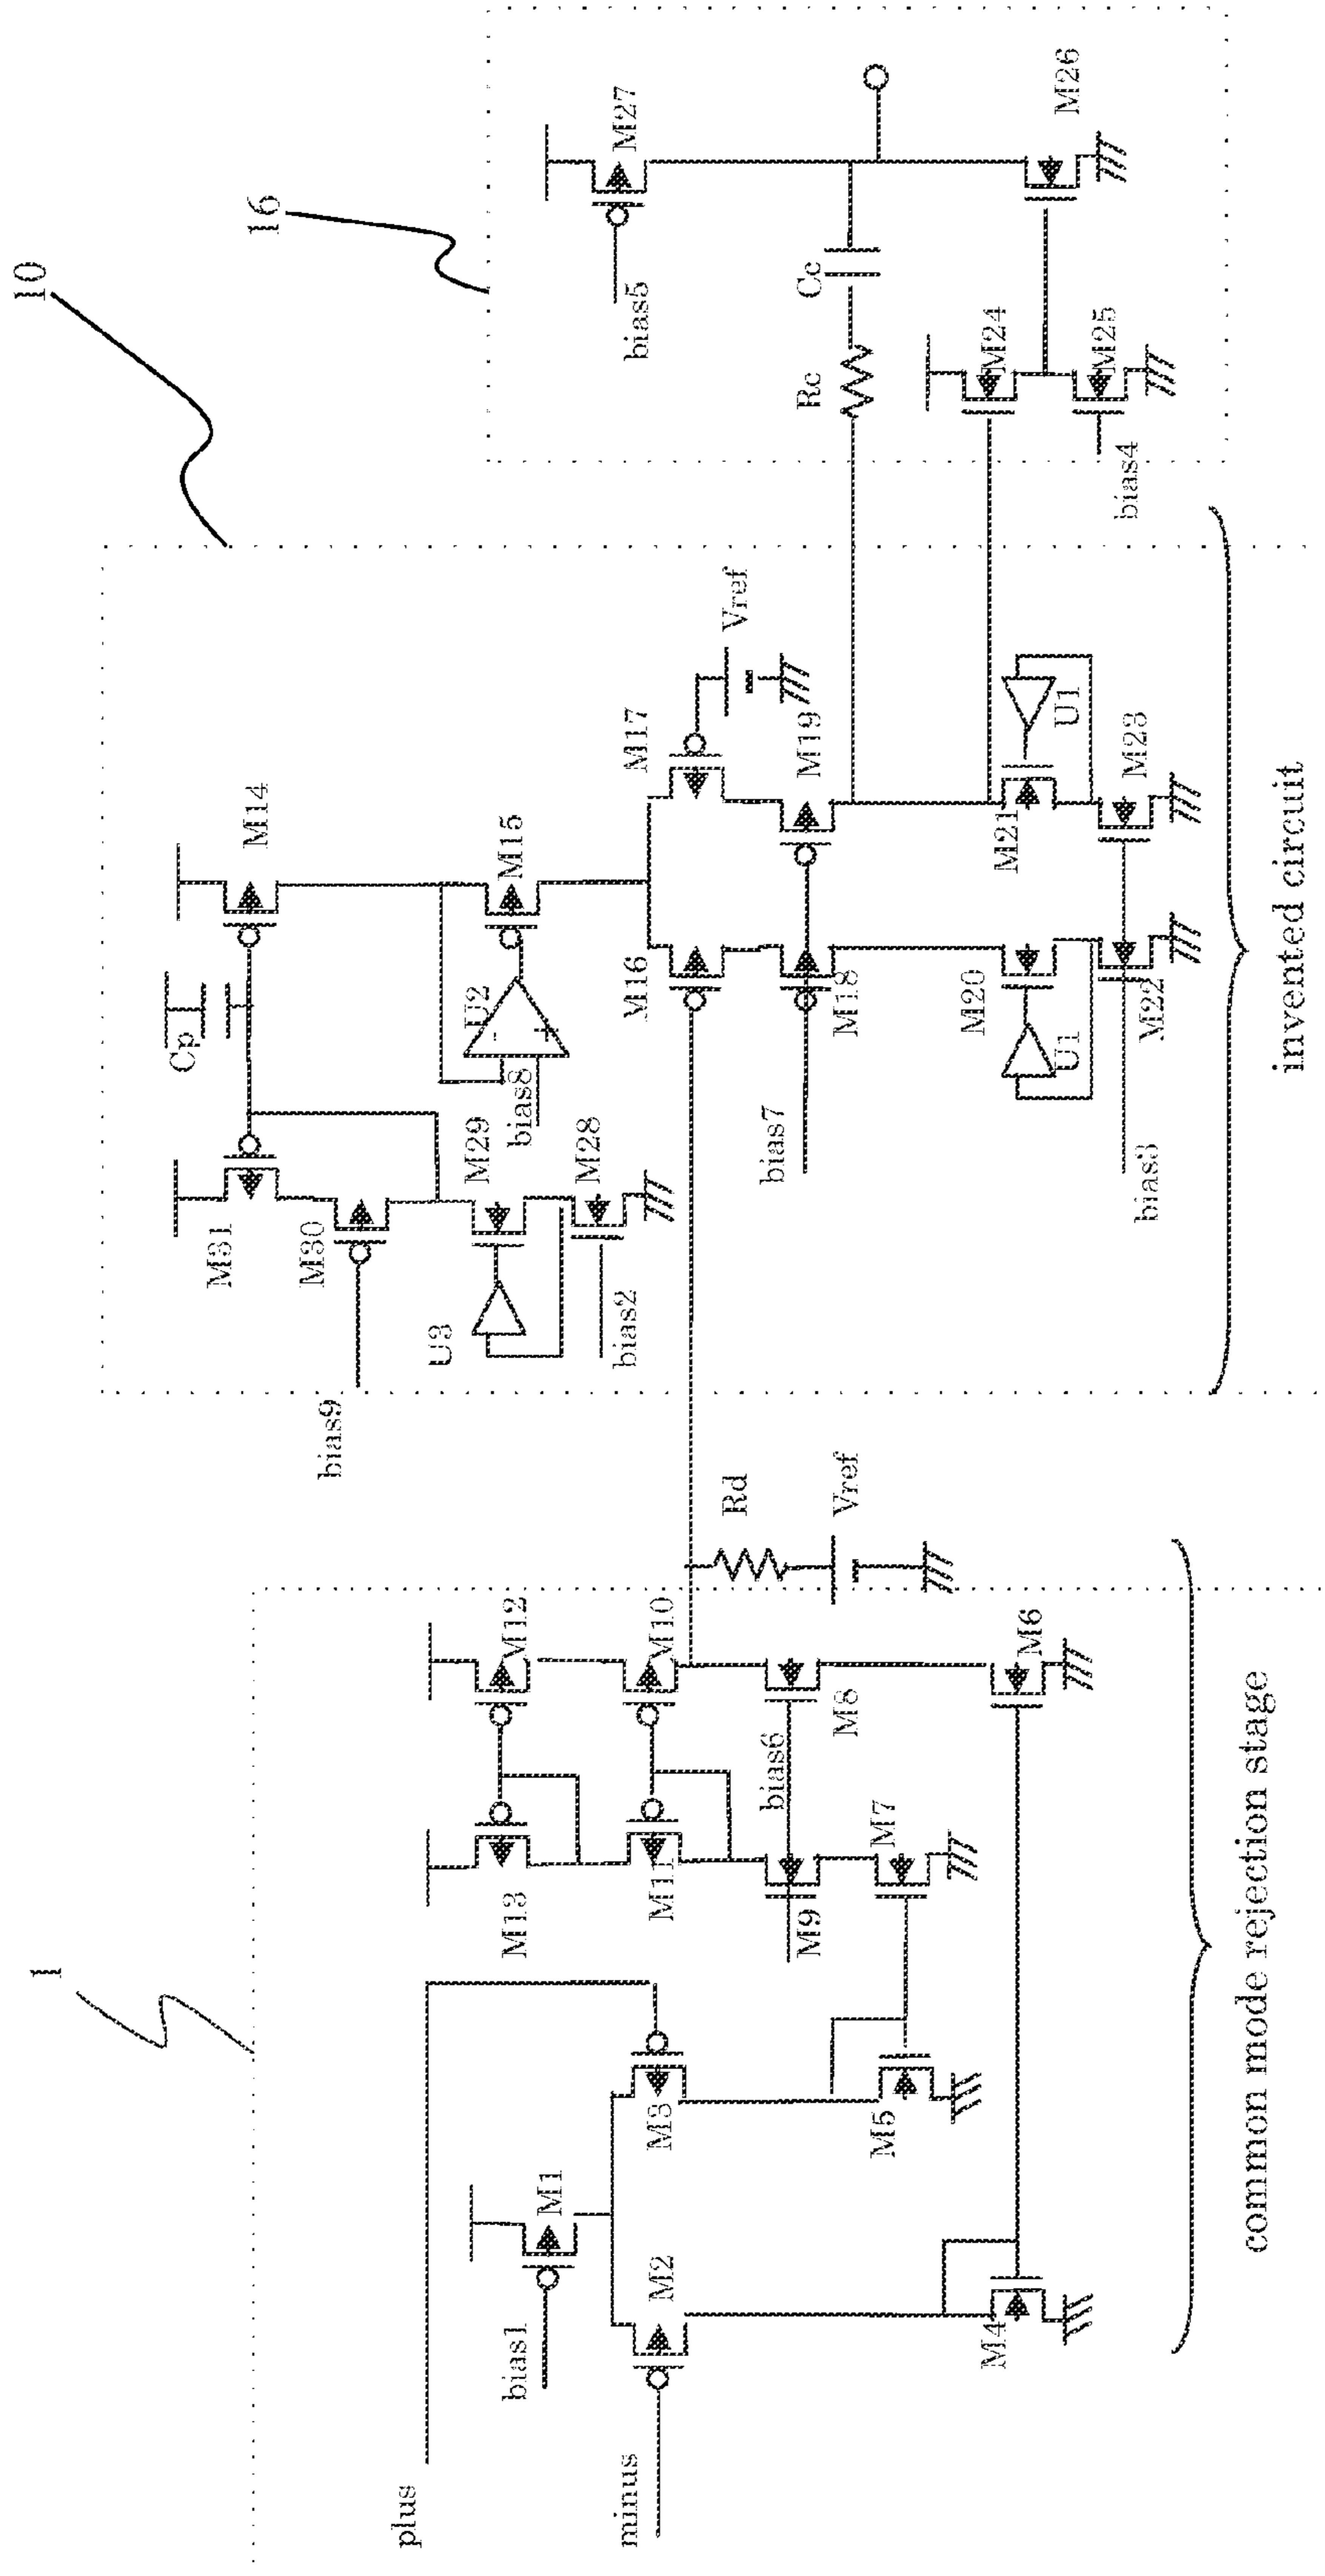 1
10
16
plus
minus
bias1
M1
M2
M3
M4
M5
M13
M12
M11
M10
bias6
M9
M8
M7
M6
Rd
Vref
common mode rejection stage
bias9
M31
M30
U3
M29
bias2
M28
Cp
M14
U2
-
+
bias8
M15
M16
M17
Vref
bias7
M18
M19
M20
M21
U1
U1
M22
M23
bias3
invented circuit
bias5
M27
Rc
Cc
M24
M25
bias4
M26